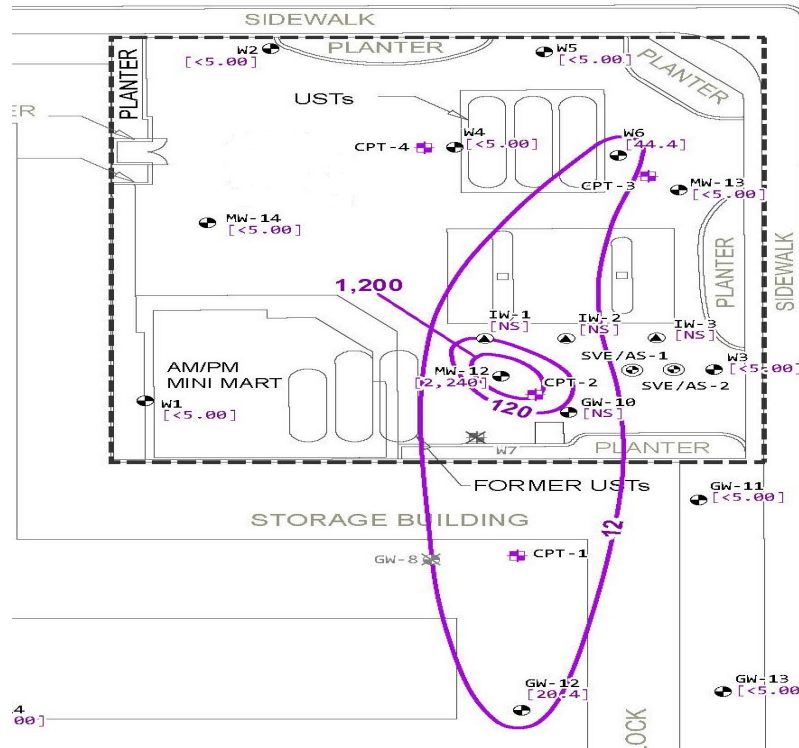 SIDEWALK
W2
[<5.00]
PLANTER
W5
[<5.00]
PLANTER
PLANTER
USTs
ER
CPT-4
W4
[<5.00]
W6
[44.4]
CPT-3
MW-13
[<5.00]
MW-14
[<5.00]
PLANTER
SIDEWALK
1,200
IW-1
[NS]
IW-2
[NS]
IW-3
[NS]
AM/PM
MINI MART
MW-12
[2,240]
CPT-2
SVE/AS-1
SVE/AS-2
W3
[<5.00]
W1
[<5.00]
120
GW-10
[NS]
W7
PLANTER
FORMER USTs
GW-11
[<5.00]
STORAGE BUILDING
12
GW-8
CPT-1
GW-12
[20.4]
GW-13
[<5.00
4
00]
LOCK